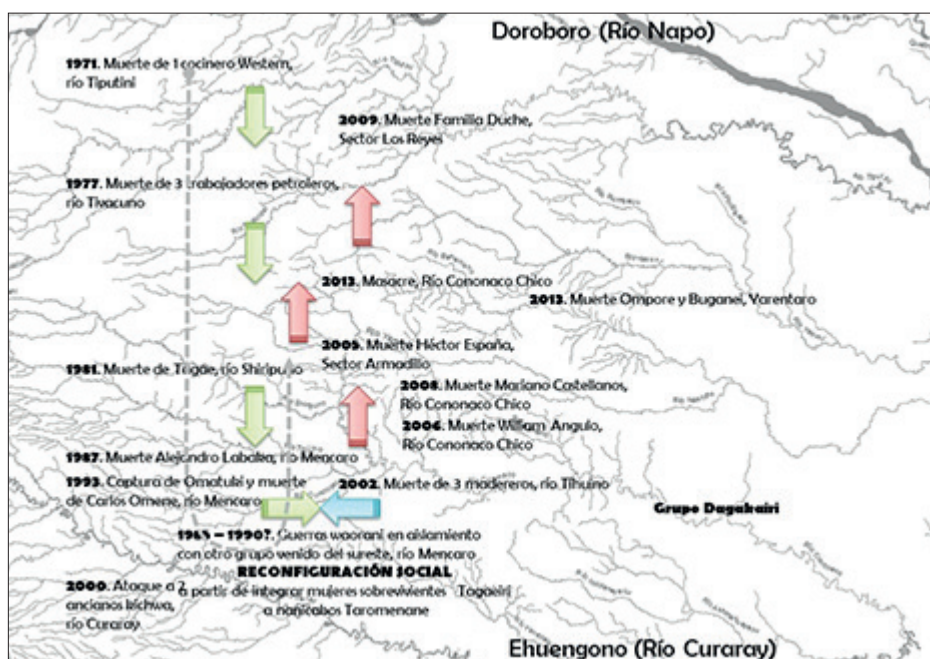 Doroboro (Río Napo)
1971. Muerte de 1 cocinero Western,
río Tiputini
2009. Muerte Familia Duche,
Sector Los Reyes
1977. Muerte de 3 trabajadores petroleros,
río Tivacuno
2013. Masacre, Río Cononaco Chico
2013. Muerte Ompore y Buganei, Yarentaro
2005. Muerte Héctor España,
Sector Armadillo
1981. Muerte de Tagae, río Shiripuno
2008. Muerte Mariano Castellanos,
Río Cononaco Chico
2006. Muerte William Angulo,
Río Cononaco Chico
1987. Muerte Alejandro Labaka, río Mencaro
1993. Captura de Omatuki y muerte
de Carlos Omene, río Mencaro
2002. Muerte de 3 madereros, río Tihuino
Grupo Dagakairi
Guerras waorani en aislamiento
con otro grupo venido del sureste, río Mencaro
RECONFIGURACIÓN SOCIAL
a partir de integrar mujeres sobrevivientes Tagaeiri
a nanicabos Taromenane
2000. Ataque a 2
ancianos kichwa,
río Curaray
Ehuengono (Río Curaray)